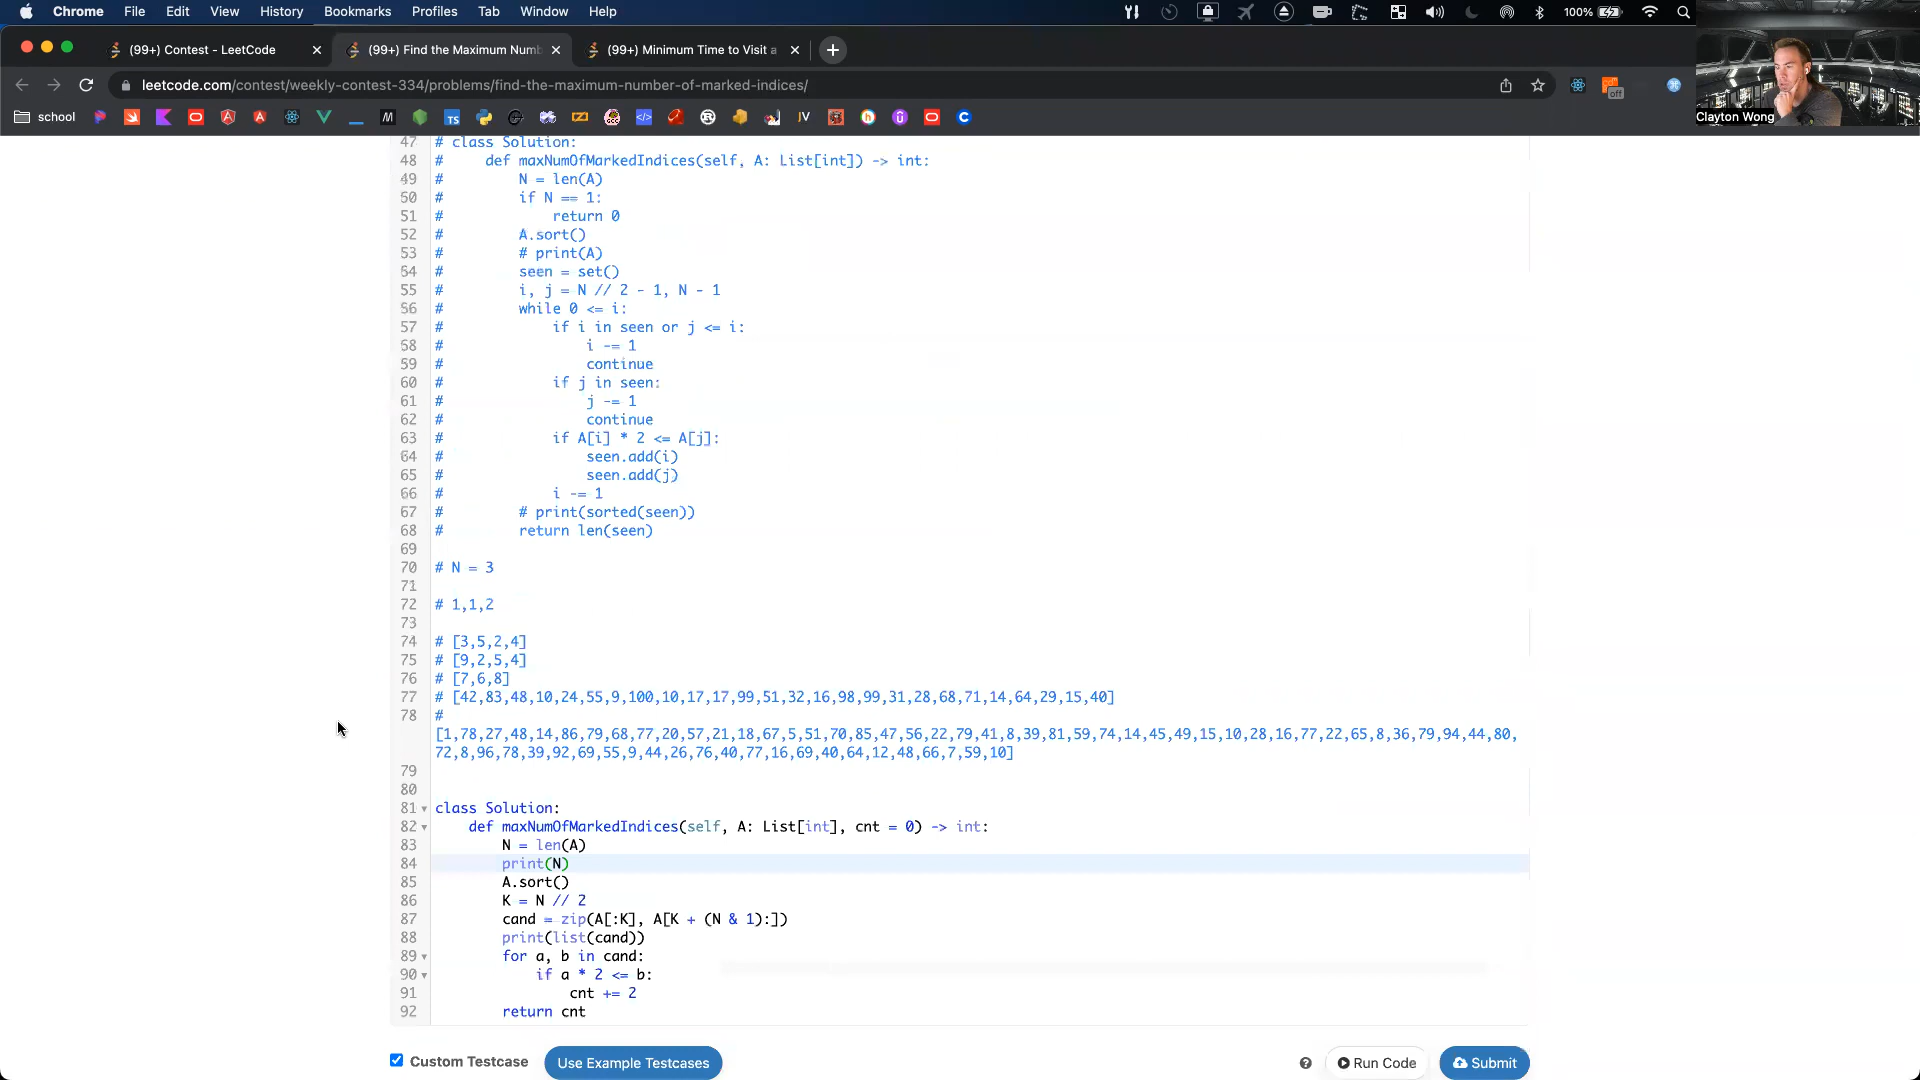 Chrome File Edit View History Bookmarks Profiles Tab Window Help 100%
(99+) Contest - LeetCode (99+) Find the Maximum Numb (99+) Minimum Time to Visit a
leetcode.com/contest/weekly-contest-334/problems/find-the-maximum-number-of-marked-indices/
off
school M TS JV C
Clayton Wong
47 # class Solution:
48 # def maxNumOfMarkedIndices(self, A: List[int]) -> int:
49 # N = len(A)
50 # if N == 1:
51 # return 0
52 # A.sort()
53 # # print(A)
54 # seen = set()
55 # i, j = N // 2 - 1, N - 1
56 # while 0 <= i:
57 # if i in seen or j <= i:
58 # i -= 1
59 # continue
60 # if j in seen:
61 # j -= 1
62 # continue
63 # if A[i] * 2 <= A[j]:
64 # seen.add(i)
65 # seen.add(j)
66 # i -= 1
67 # # print(sorted(seen))
68 # return len(seen)
69
70 # N = 3
71
72 # 1,1,2
73
74 # [3,5,2,4]
75 # [9,2,5,4]
76 # [7,6,8]
77 # [42,83,48,10,24,55,9,100,10,17,17,99,51,32,16,98,99,31,28,68,71,14,64,29,15,40]
78 #
[1,78,27,48,14,86,79,68,77,20,57,21,18,67,5,51,70,85,47,56,22,79,41,8,39,81,59,74,14,45,49,15,10,28,16,77,22,65,8,36,79,94,44,80,
72,8,96,78,39,92,69,55,9,44,26,76,40,77,16,69,40,64,12,48,66,7,59,10]
79
80
81 class Solution:
82 def maxNumOfMarkedIndices(self, A: List[int], cnt = 0) -> int:
83 N = len(A)
84 print(N)
85 A.sort()
86 K = N // 2
87 cand = zip(A[:K], A[K + (N & 1):])
88 print(list(cand))
89 for a, b in cand:
90 if a * 2 <= b:
91 cnt += 2
92 return cnt
Custom Testcase Use Example Testcases ? Run Code Submit